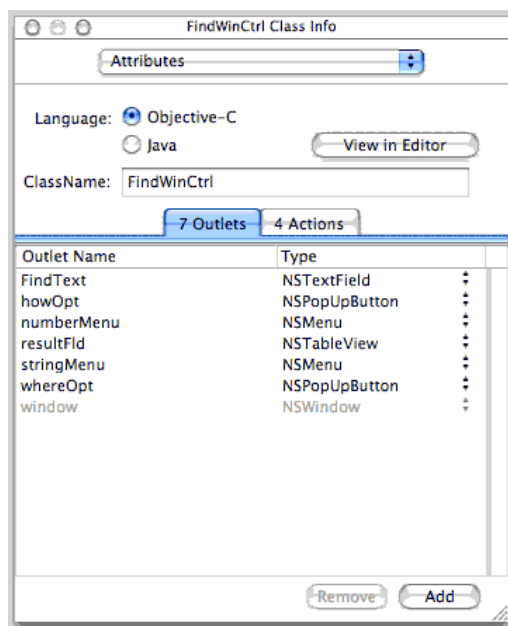 FindWinCtrl Class Info
Attributes
Language: Objective-C
Java
View in Editor
ClassName: FindWinCtrl
7 Outlets 4 Actions
Outlet Name Type
FindText NSTextField
howOpt NSPopUpButton
numberMenu NSMenu
resultFld NSTableView
stringMenu NSMenu
whereOpt NSPopUpButton
window NSWindow
Remove Add